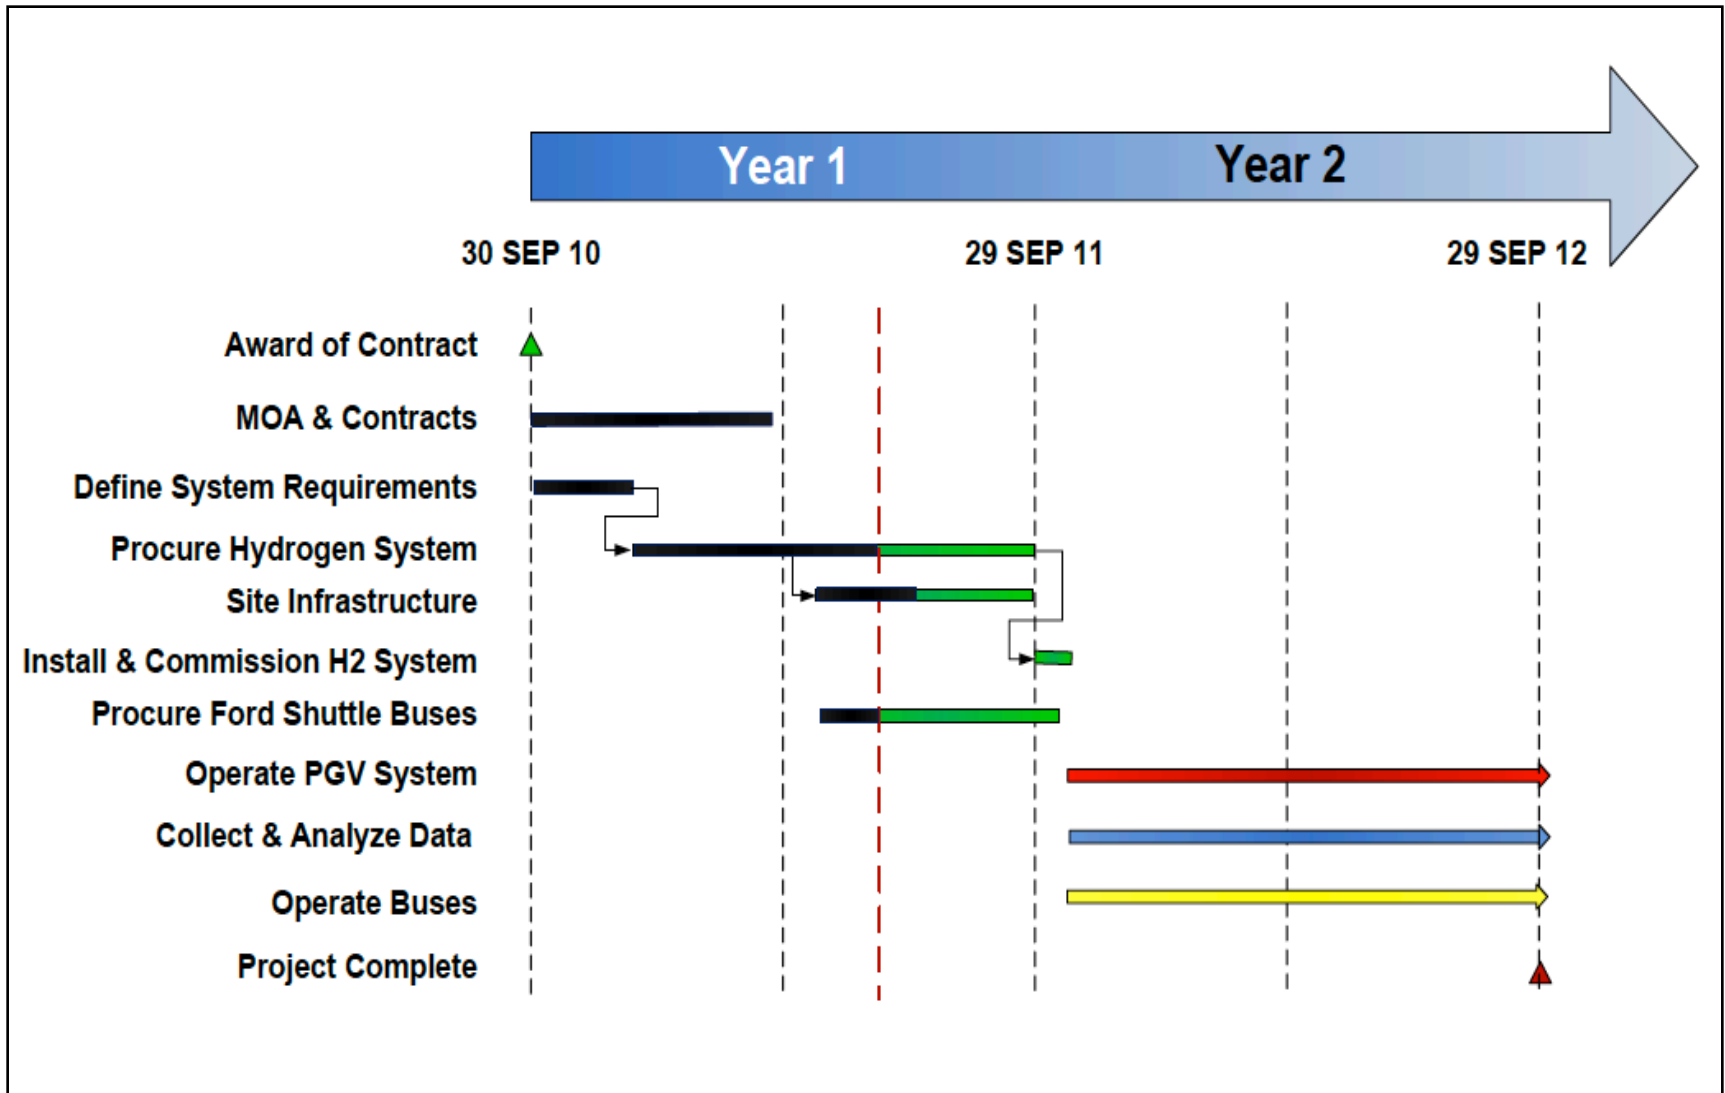 Year 1
Year 2
30 SEP 10
29 SEP 11
29 SEP 12
Award of Contract
MOA & Contracts
Define System Requirements
Procure Hydrogen System
Site Infrastructure
Install & Commission H2 System
Procure Ford Shuttle Buses
Operate PGV System
Collect & Analyze Data
Operate Buses
Project Complete